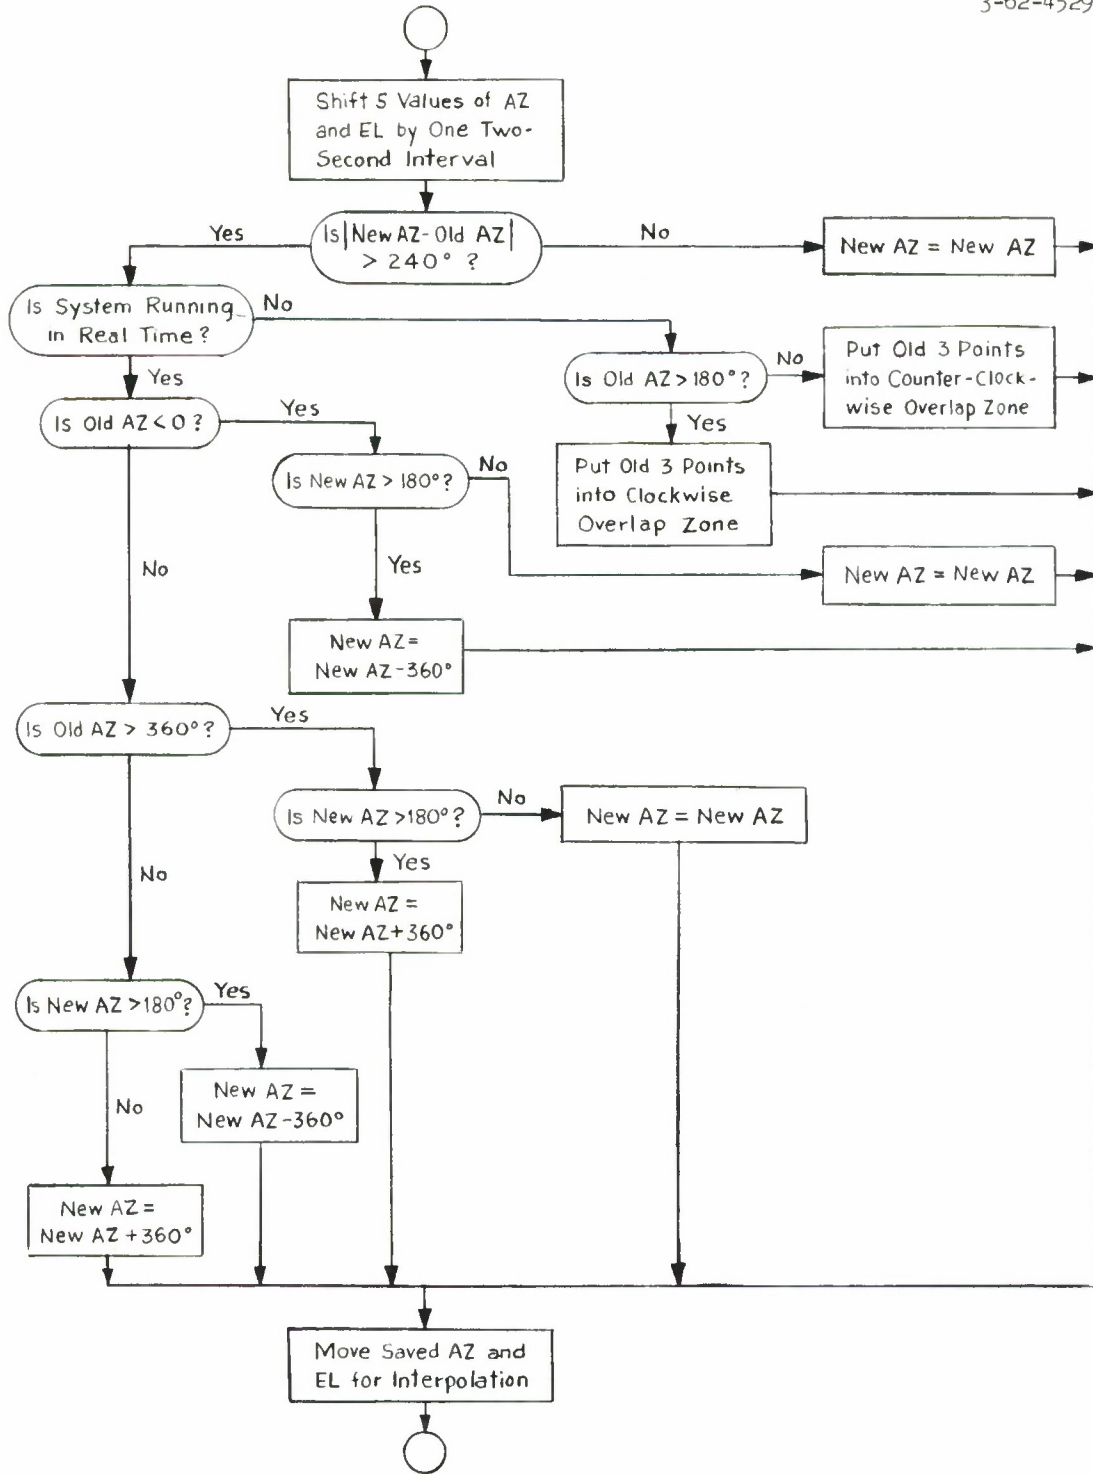 3-62-4529
Shift 5 Values of AZ
and EL by One Two-
Second Interval
Is |New AZ - Old AZ|
> 240° ?
Yes
No
New AZ = New AZ
Is System Running
in Real Time?
No
Yes
Is Old AZ > 180°?
No
Put Old 3 Points
into Counter-Clock-
wise Overlap Zone
Yes
Put Old 3 Points
into Clockwise
Overlap Zone
Is Old AZ < 0?
Yes
No
Is New AZ > 180°?
No
New AZ = New AZ
Yes
New AZ =
New AZ - 360°
Is Old AZ > 360°?
Yes
No
Is New AZ > 180°?
No
New AZ = New AZ
Yes
New AZ =
New AZ + 360°
Is New AZ > 180°?
Yes
New AZ =
New AZ - 360°
No
New AZ =
New AZ + 360°
Move Saved AZ and
EL for Interpolation